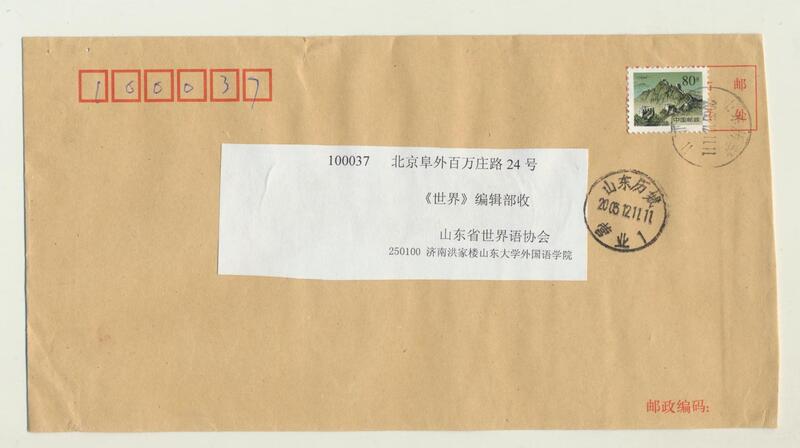 100037
80分
中国邮政
邮
处
100037 北京阜外百万庄路 24 号
《世界》编辑部收
山东省世界语协会
250100 济南洪家楼山东大学外国语学院
山东历城
2005.12.11.11
营业
1
邮政编码: